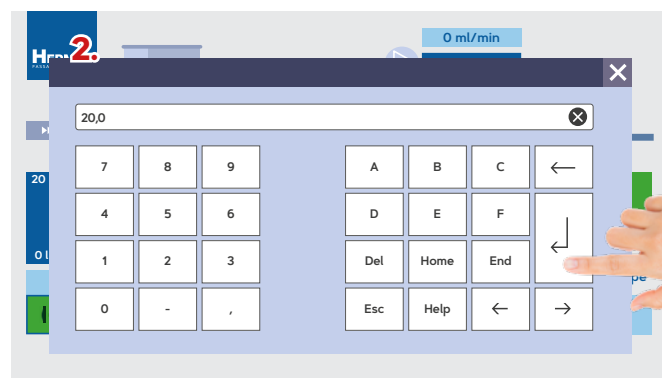 0 ml/min
2.
20,0
7 8 9 A B C ←
4 5 6 D E F ↵
1 2 3 Del Home End
0 - , Esc Help ← →
20
0 l